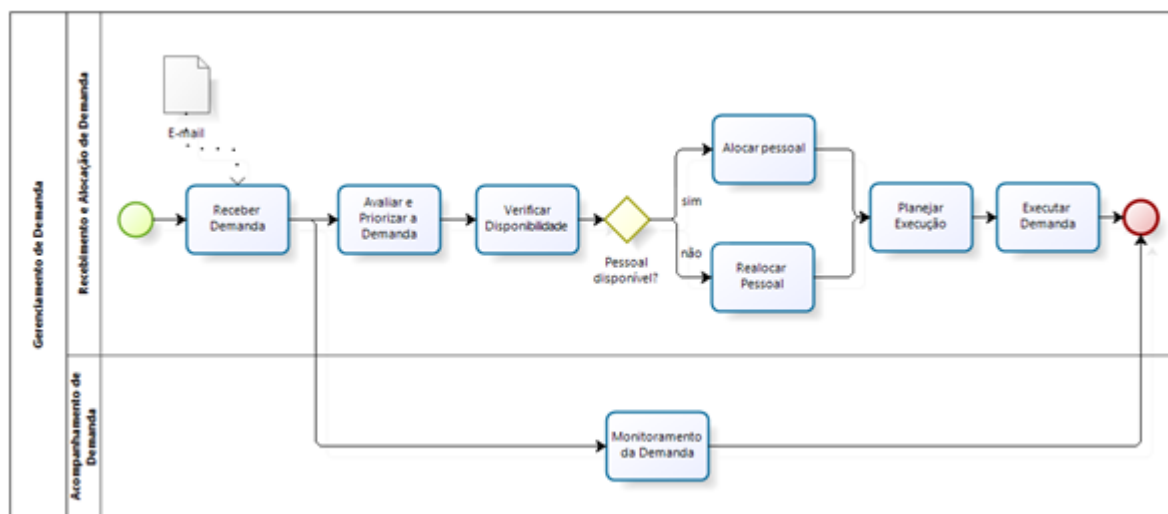 Gerenciamento de Demanda
Recebimento e Alocação de Demanda
E-mail
Receber
Demanda
Avaliar e
Priorizar a
Demanda
Verificar
Disponibilidade
Pessoal
disponível?
sim
não
Alocar pessoal
Realocar
Pessoal
Planejar
Execução
Executar
Demanda
Acompanhamento de
Demanda
Monitoramento
da Demanda